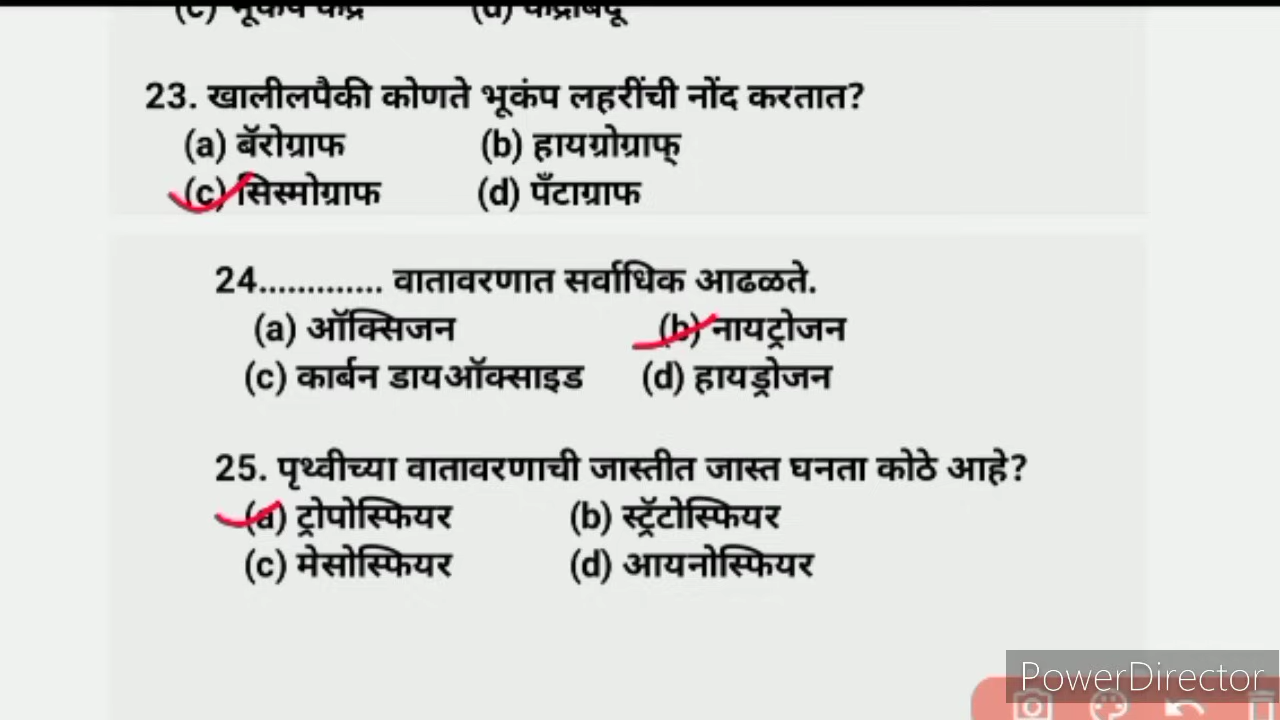 23. खालीलपैकी कोणते भूकंप लहरींची नोंद करतात?
(a) बॅरोग्राफ (b) हायग्रोग्राफ्
(c) सिस्मोग्राफ (d) पँटाग्राफ
24............. वातावरणात सर्वाधिक आढळते.
(a) ऑक्सिजन (b) नायट्रोजन
(c) कार्बन डायऑक्साइड (d) हायड्रोजन
25. पृथ्वीच्या वातावरणाची जास्तीत जास्त घनता कोठे आहे?
(a) ट्रोपोस्फियर (b) स्ट्रॅटोस्फियर
(c) मेसोस्फियर (d) आयनोस्फियर
PowerDirector